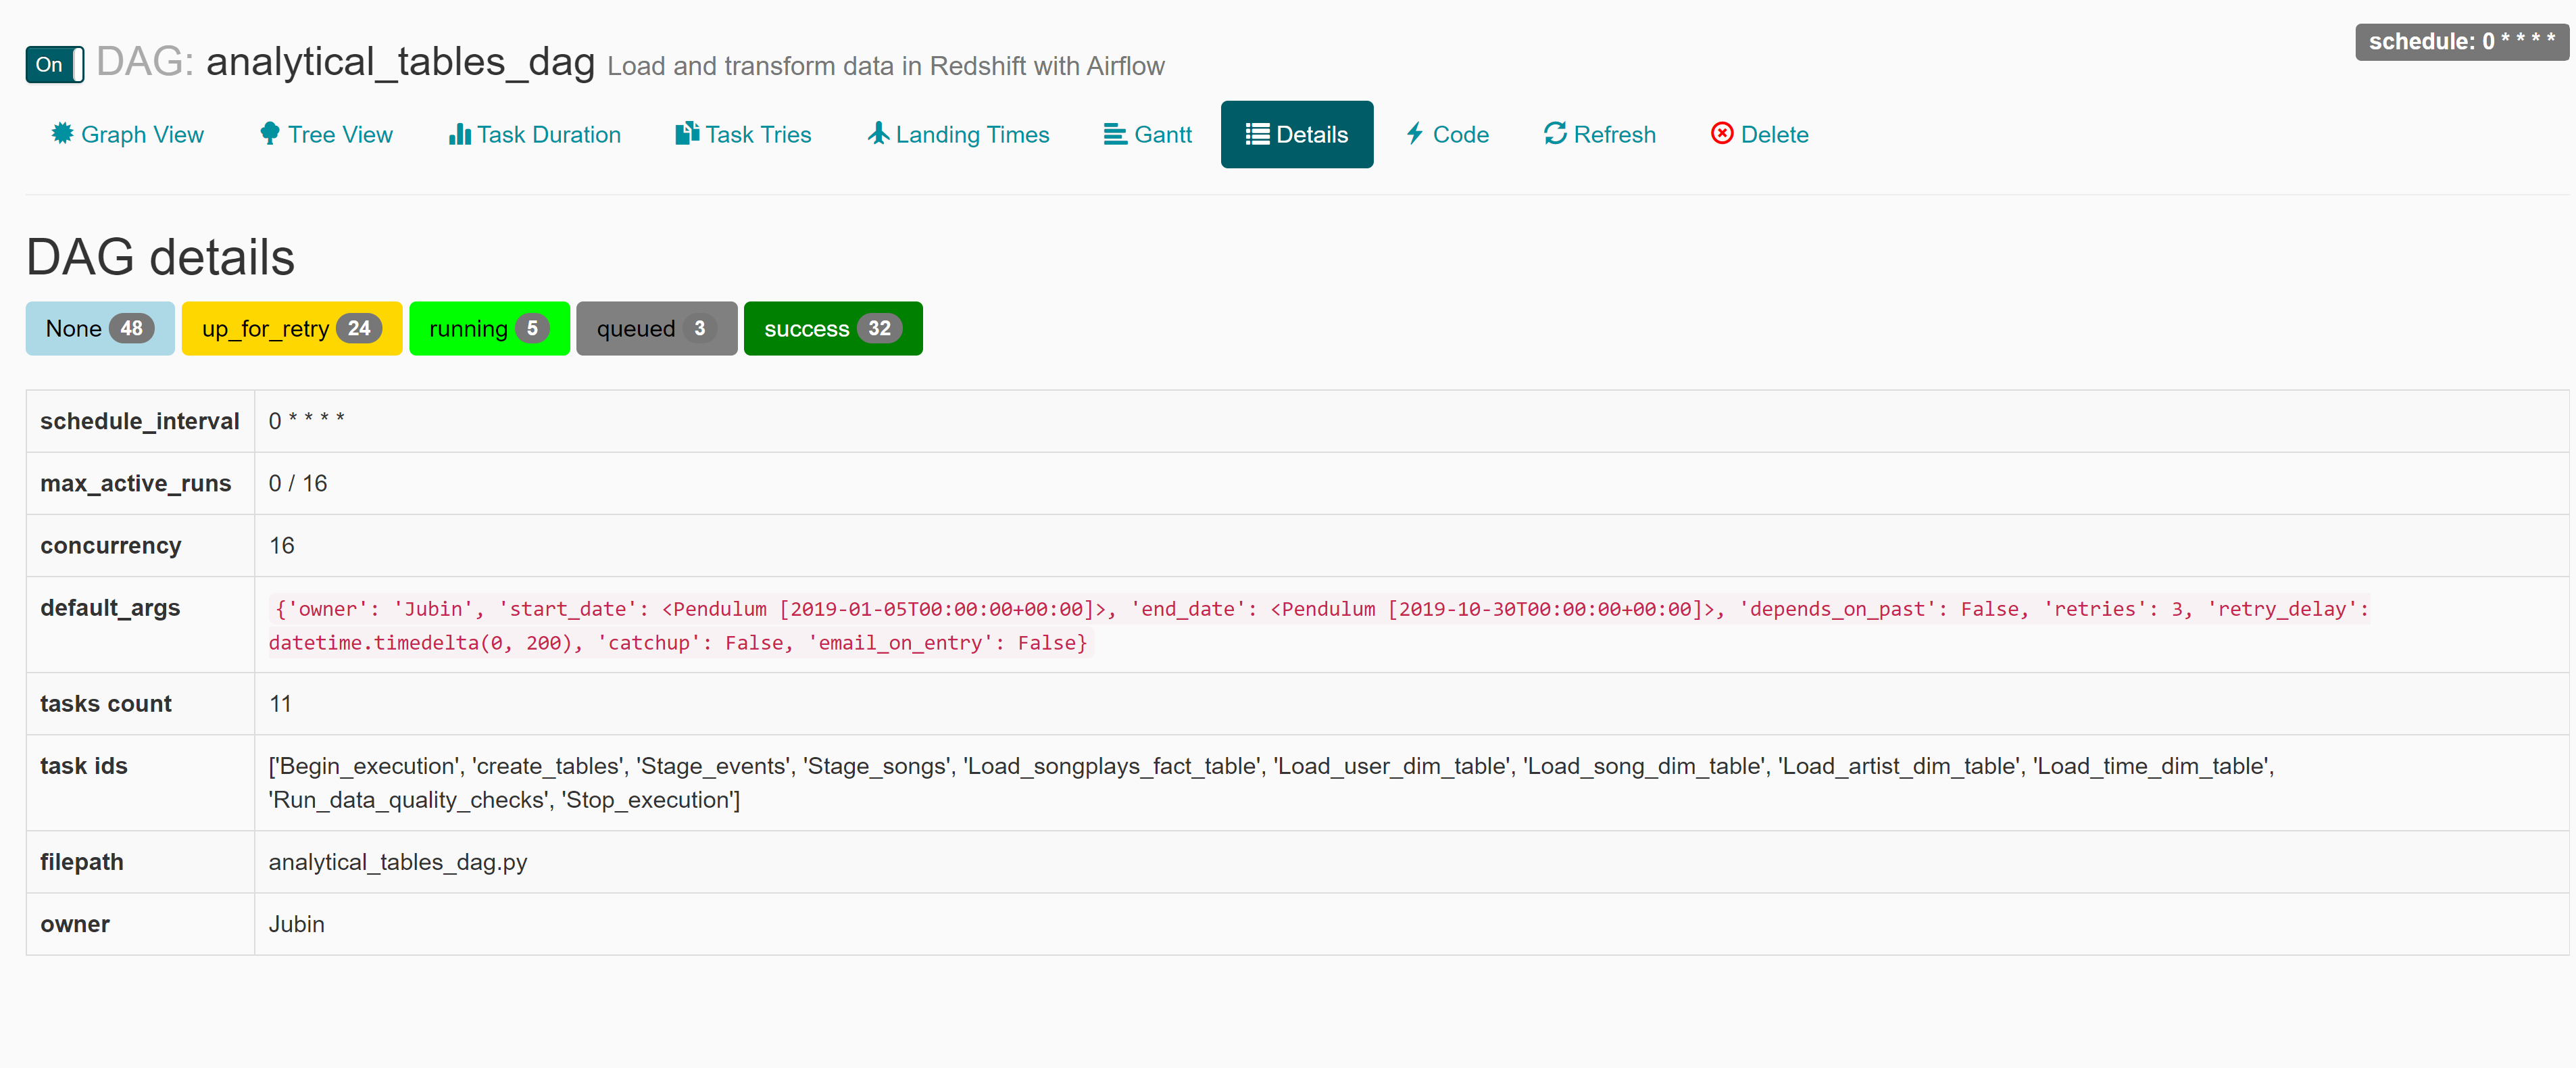 On DAG: analytical_tables_dag Load and transform data in Redshift with Airflow schedule: 0 * * * *
Graph View Tree View Task Duration Task Tries Landing Times Gantt Details Code Refresh Delete
DAG details
None 48 up_for_retry 24 running 5 queued 3 success 32
schedule_interval 0 * * * *
max_active_runs 0 / 16
concurrency 16
default_args {'owner': 'Jubin', 'start_date': <Pendulum [2019-01-05T00:00:00+00:00]>, 'end_date': <Pendulum [2019-10-30T00:00:00+00:00]>, 'depends_on_past': False, 'retries': 3, 'retry_delay':
datetime.timedelta(0, 200), 'catchup': False, 'email_on_entry': False}
tasks count 11
task ids ['Begin_execution', 'create_tables', 'Stage_events', 'Stage_songs', 'Load_songplays_fact_table', 'Load_user_dim_table', 'Load_song_dim_table', 'Load_artist_dim_table', 'Load_time_dim_table',
'Run_data_quality_checks', 'Stop_execution']
filepath analytical_tables_dag.py
owner Jubin